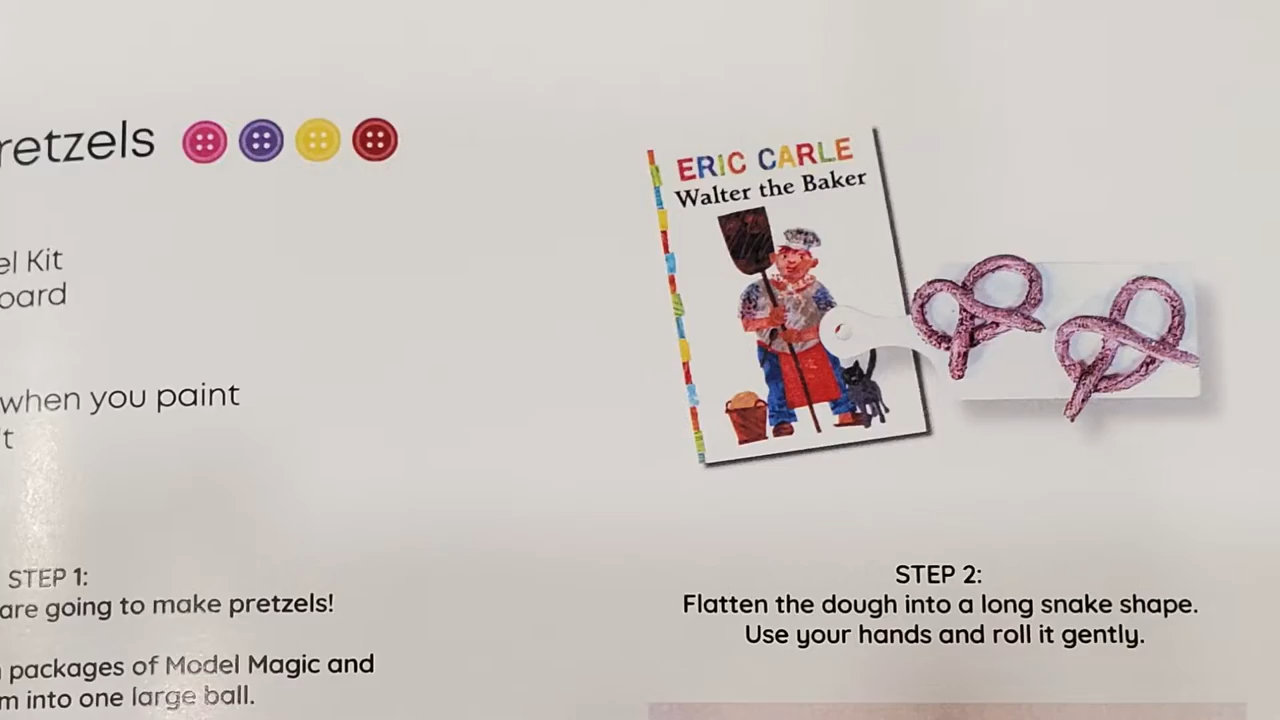 retzels
el Kit
oard
when you paint
't
ERIC CARLE
Walter the Baker
STEP 1:
are going to make pretzels!
packages of Model Magic and
m into one large ball.
STEP 2:
Flatten the dough into a long snake shape.
Use your hands and roll it gently.